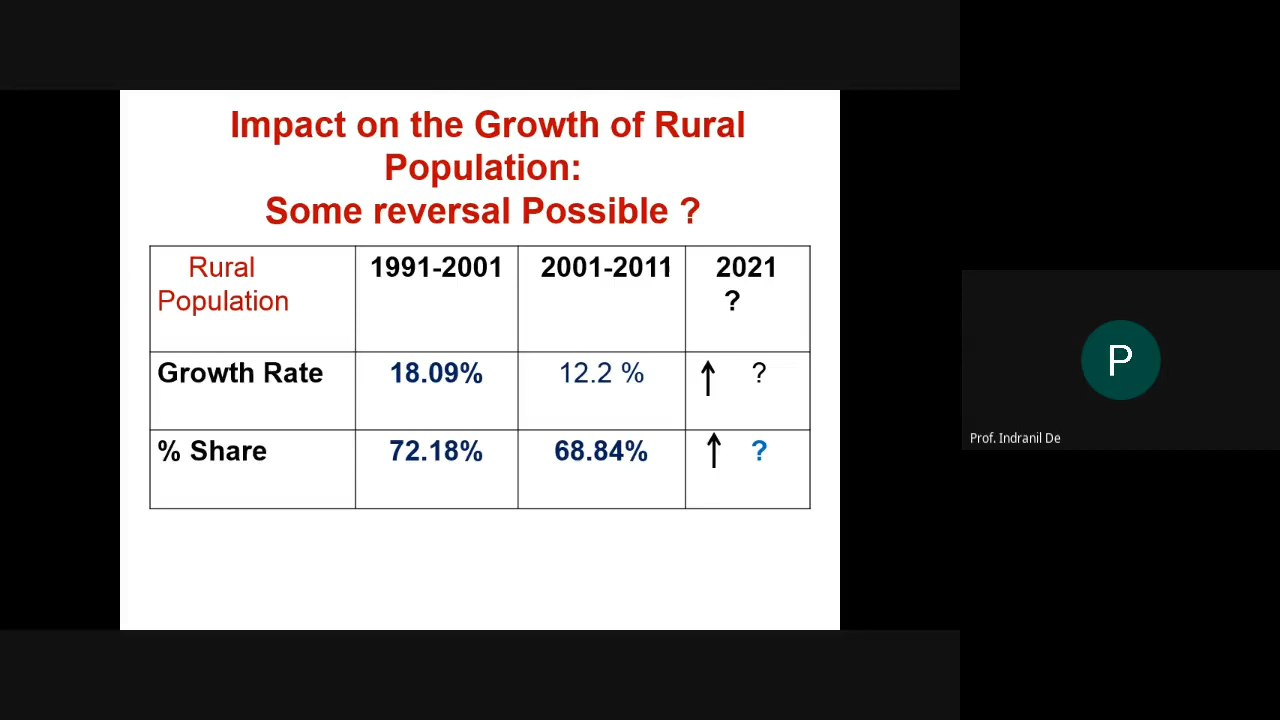 Impact on the Growth of Rural
Population:
Some reversal Possible ?
Rural
Population
1991-2001
2001-2011
2021
?
Growth Rate
18.09%
12.2 %
↑ ?
% Share
72.18%
68.84%
↑ ?
P
Prof. Indranil De